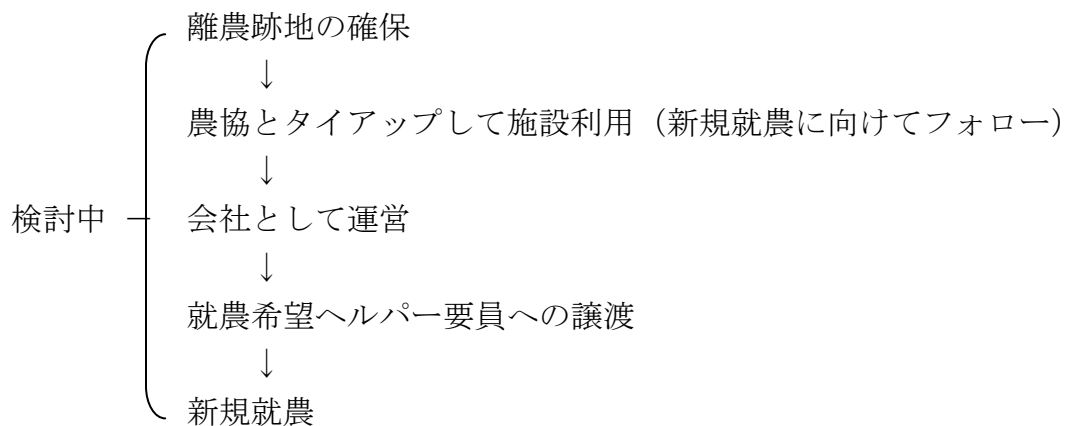 離農跡地の確保
↓
農協とタイアップして施設利用（新規就農に向けてフォロー）
↓
検討中 会社として運営
↓
就農希望ヘルパー要員への譲渡
↓
新規就農